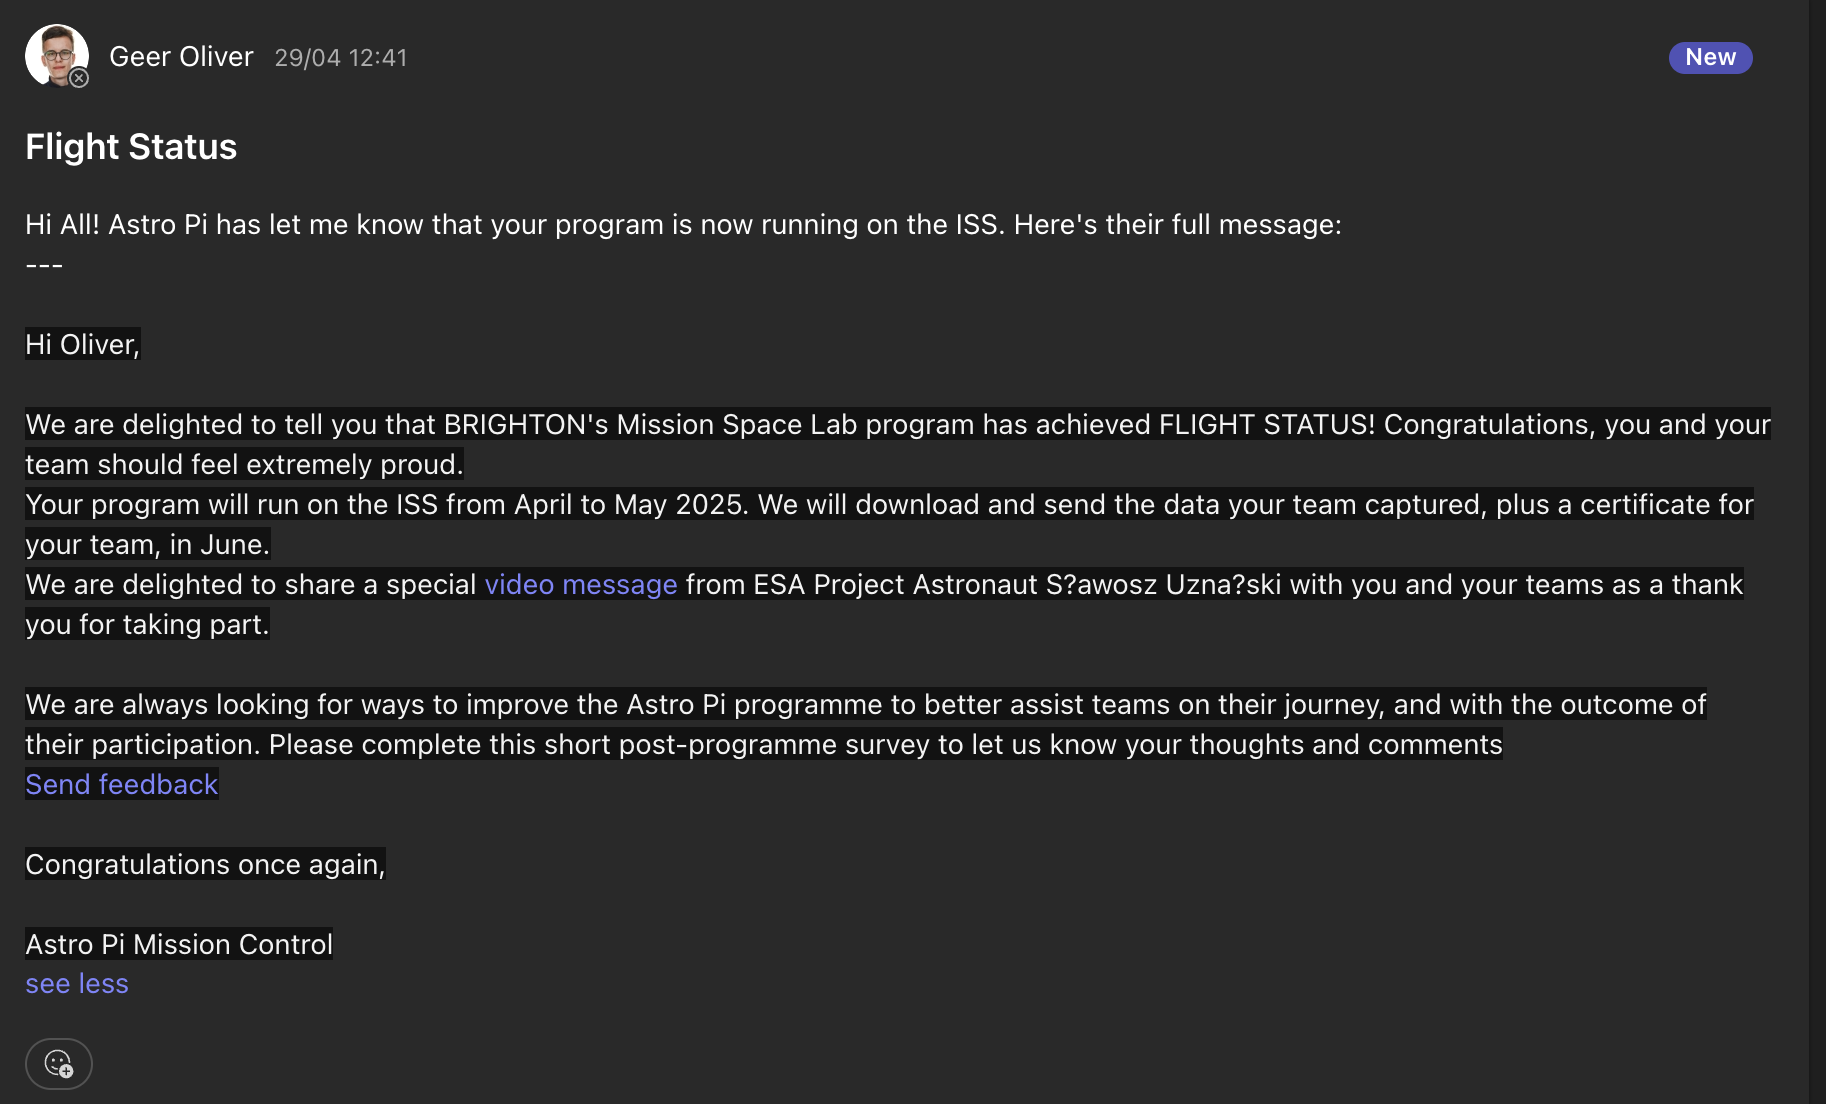 Geer Oliver 29/04 12:41
New
Flight Status
Hi All! Astro Pi has let me know that your program is now running on the ISS. Here's their full message:
---
Hi Oliver,
We are delighted to tell you that BRIGHTON's Mission Space Lab program has achieved FLIGHT STATUS! Congratulations, you and your
team should feel extremely proud.
Your program will run on the ISS from April to May 2025. We will download and send the data your team captured, plus a certificate for
your team, in June.
We are delighted to share a special video message from ESA Project Astronaut S?awosz Uzna?ski with you and your teams as a thank
you for taking part.
We are always looking for ways to improve the Astro Pi programme to better assist teams on their journey, and with the outcome of
their participation. Please complete this short post-programme survey to let us know your thoughts and comments
Send feedback
Congratulations once again,
Astro Pi Mission Control
see less